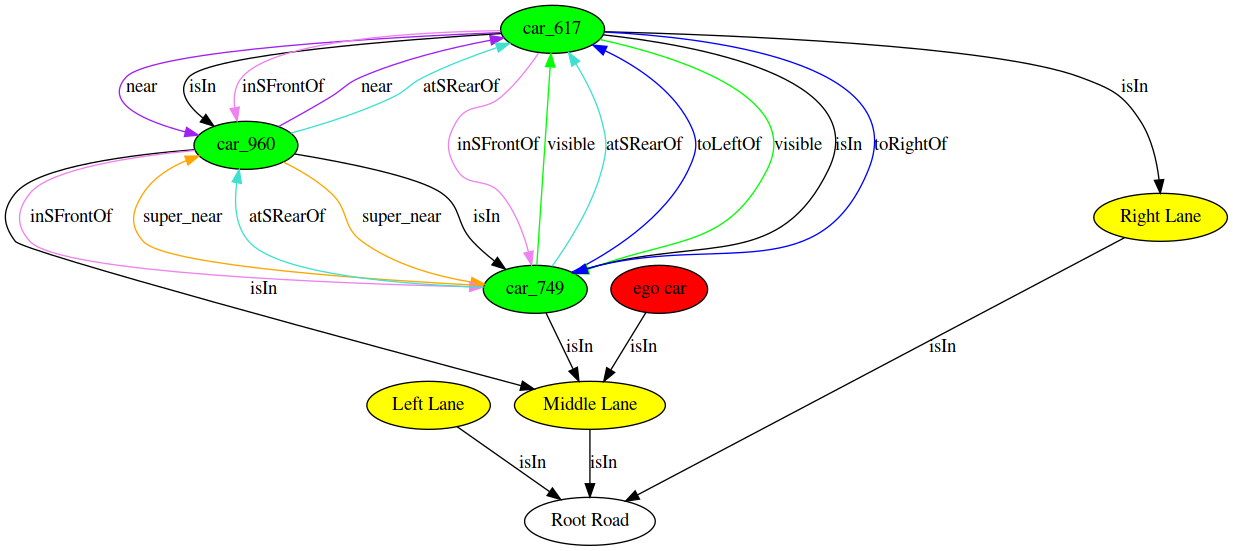 car_617
near
isIn
inSFrontOf
near
atSRearOf
isIn
car_960
inSFrontOf
visible
atSRearOf
toLeftOf
visible
isIn
toRightOf
inSFrontOf
super_near
atSRearOf
super_near
isIn
Right Lane
car_749
ego car
isIn
isIn
isIn
isIn
Left Lane
Middle Lane
isIn
isIn
Root Road